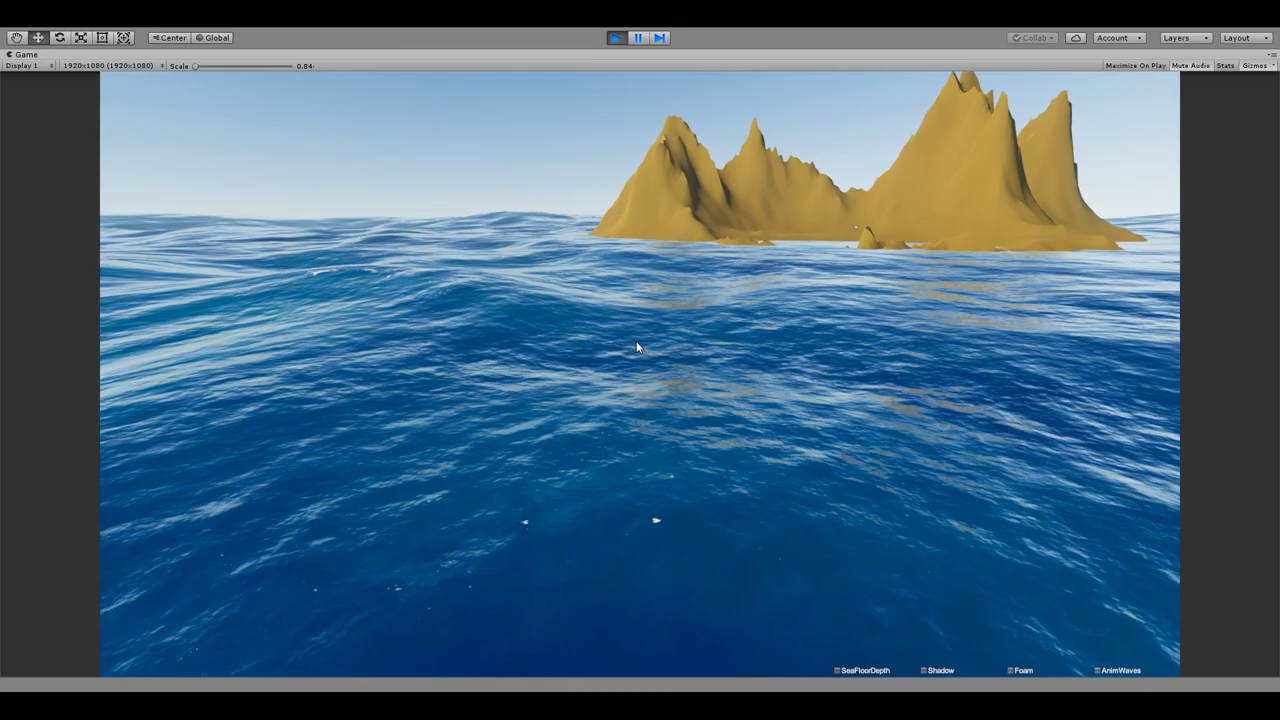 Center Global Collab Account Layers Layout
Game
Display 1 1920x1080 (1920x1080) Scale 0.84 Maximize On Play Mute Audio Stats Gizmos
SeaFloorDepth Shadow Foam AnimWaves